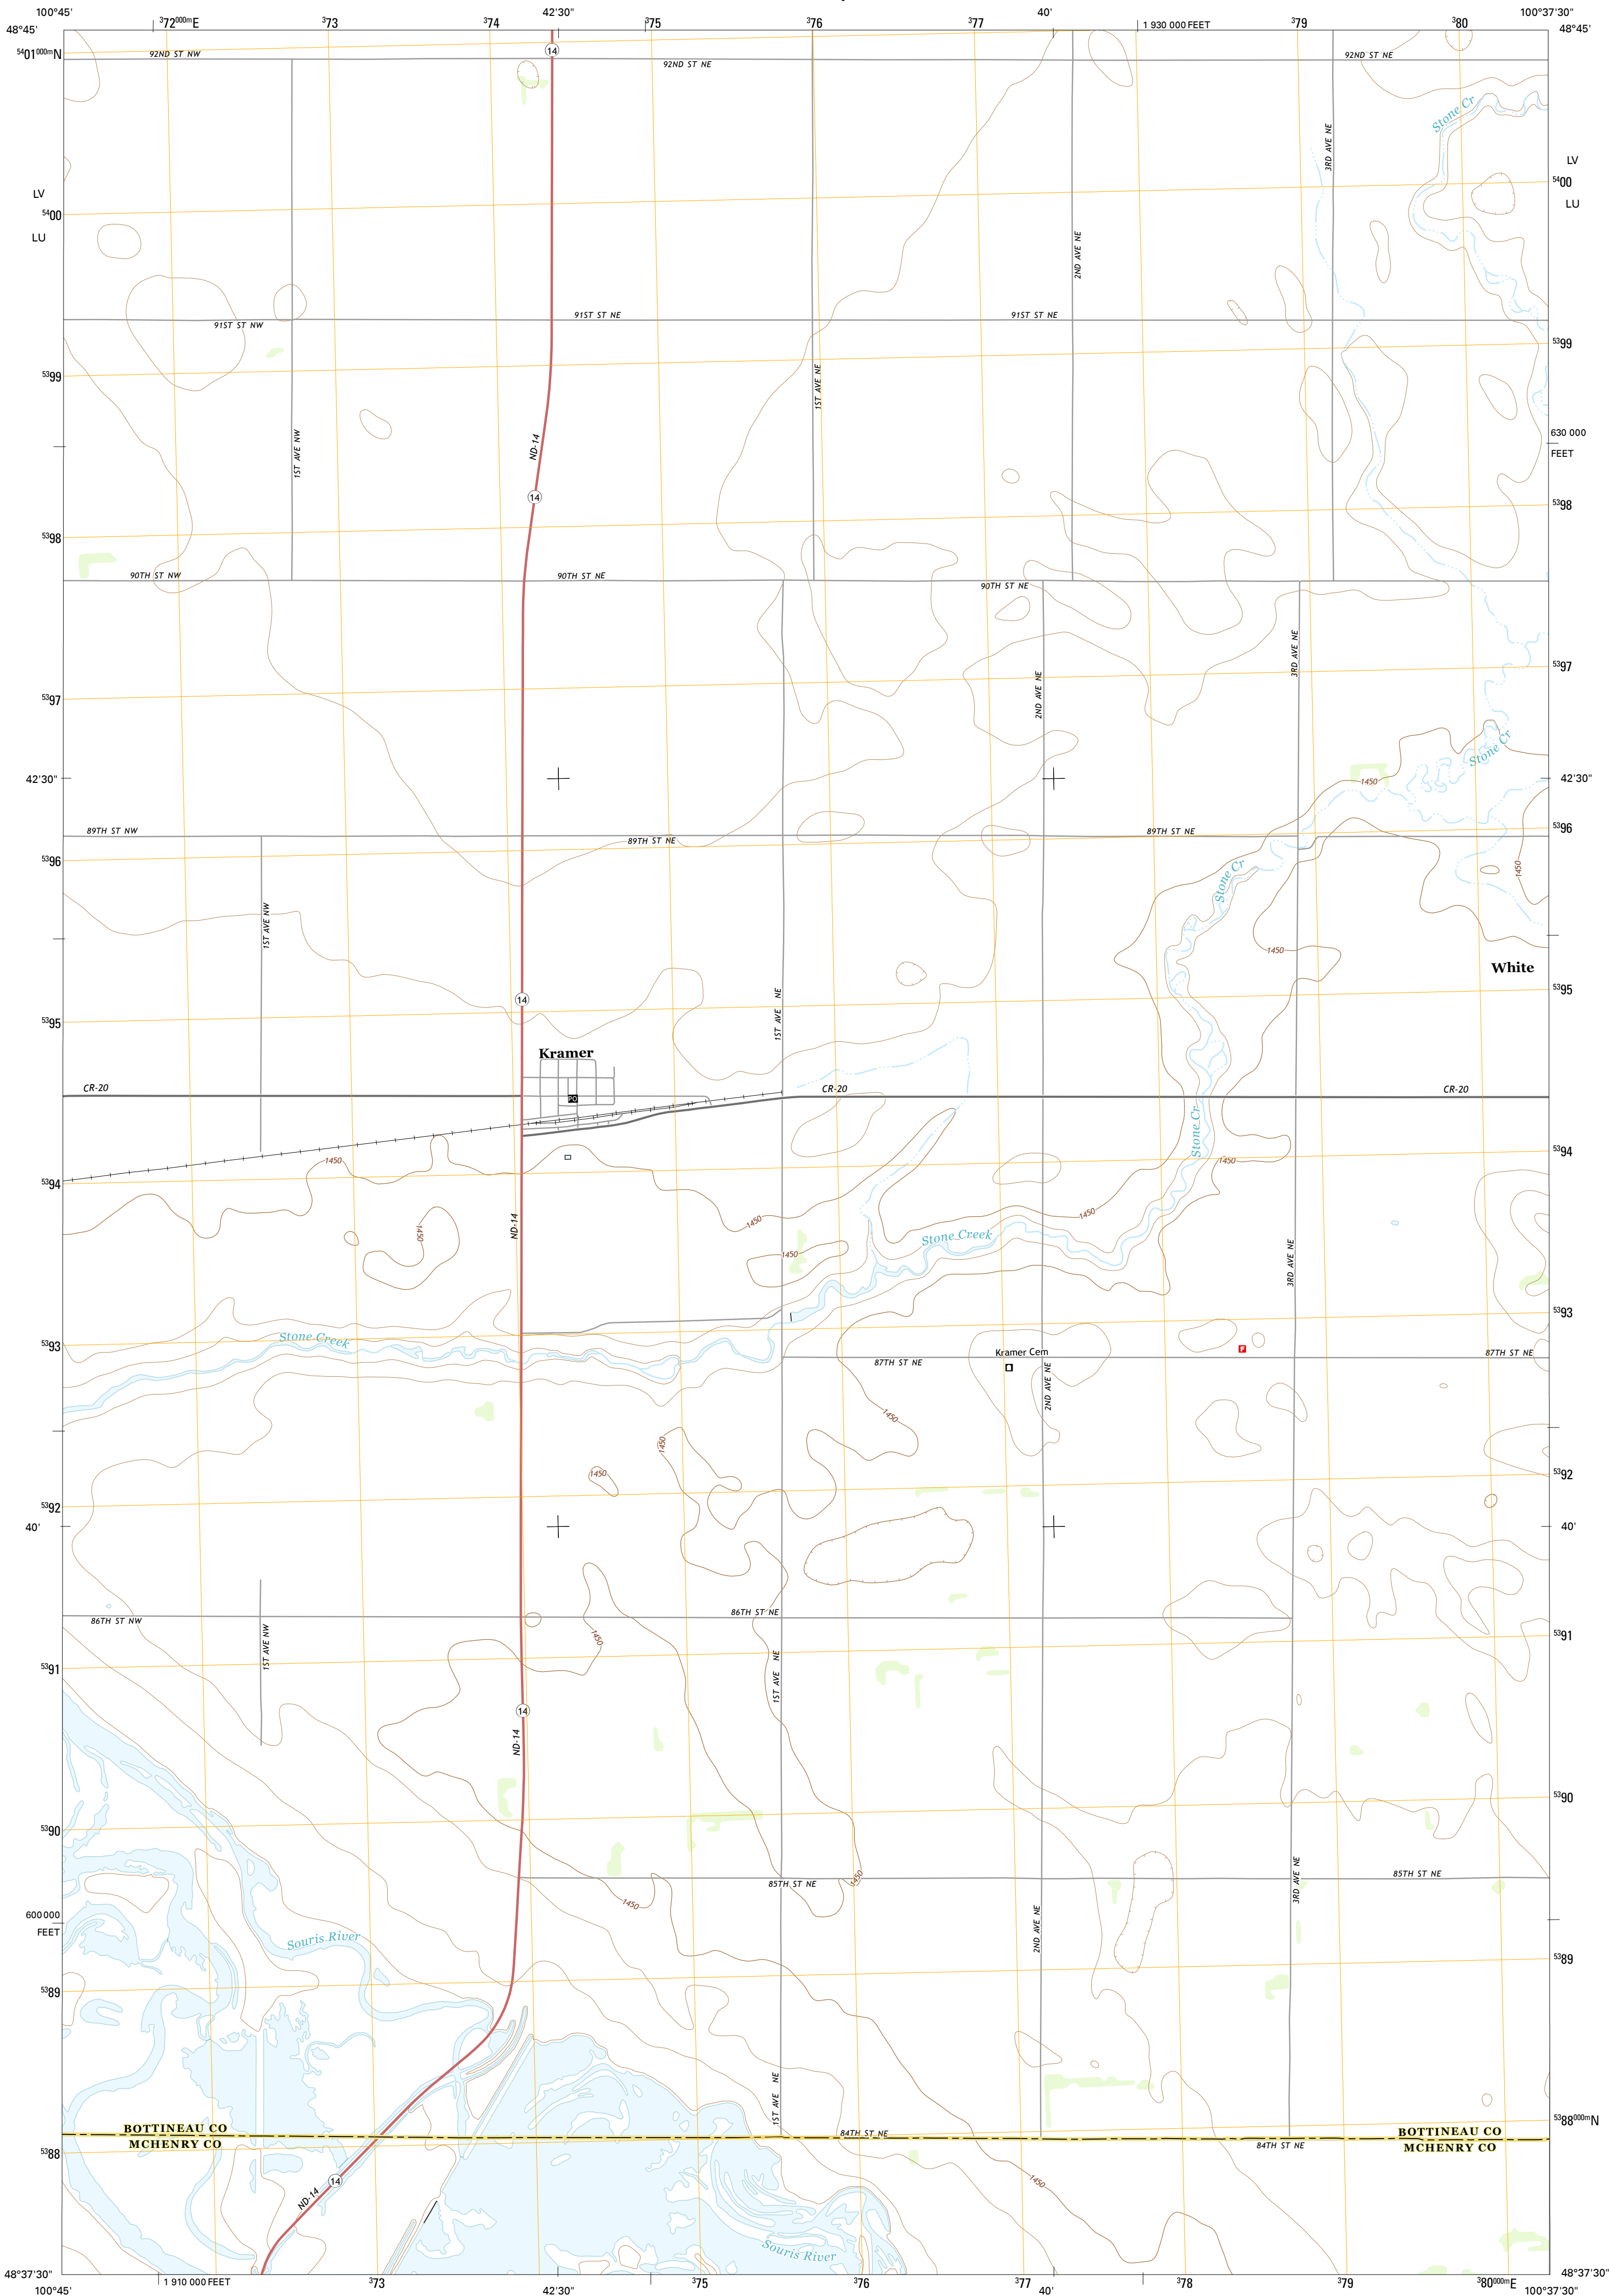 100°45'
³72⁰⁰⁰ᵐE
³73
³74
42'30"
³75
³76
³77
40'
1 930 000 FEET
³79
³80
100°37'30"
48°45'
48°45'
⁵⁴01⁰⁰⁰ᵐN
92ND ST NW
14
92ND ST NE
92ND ST NE
Stone Cr
3RD AVE NE
LV
LU
LV
LU
⁵⁴00
⁵⁴00
2ND AVE NE
91ST ST NW
91ST ST NE
91ST ST NE
⁵³99
⁵³99
1ST AVE NE
1ST AVE NW
ND-14
630 000
FEET
14
⁵³98
⁵³98
90TH ST NW
90TH ST NE
90TH ST NE
3RD AVE NE
2ND AVE NE
⁵³97
⁵³97
Stone Cr
42'30"
1450
42'30"
89TH ST NW
89TH ST NE
89TH ST NE
⁵³96
⁵³96
Stone Cr
1450
1ST AVE NW
1450
White
14
1ST AVE NE
⁵³95
⁵³95
Kramer
CR-20
PO
CR-20
CR-20
Stone Cr
1450
1450
⁵³94
⁵³94
1450
1450
1450
ND-14
1450
Stone Creek
3RD AVE NE
⁵³93
⁵³93
Stone Creek
Kramer Cem
F
87TH ST NE
87TH ST NE
2ND AVE NE
1450
1450
1450
⁵³92
⁵³92
40'
40'
86TH ST NW
86TH ST NE
1450
1ST AVE NW
1ST AVE NE
⁵³91
⁵³91
14
ND-14
⁵³90
⁵³90
85TH ST NE
85TH ST NE
1450
1450
3RD AVE NE
600 000
FEET
Souris River
2ND AVE NE
⁵³89
⁵³89
1ST AVE NE
BOTTINEAU CO
MCHENRY CO
84TH ST NE
84TH ST NE
BOTTINEAU CO
MCHENRY CO
⁵³88⁰⁰⁰ᵐN
⁵³88
14
ND-14
1450
Souris River
48°37'30"
48°37'30"
100°45'
1 910 000 FEET
³73
42'30"
³75
³76
³77
40'
³78
³79
³80⁰⁰⁰ᵐE
100°37'30"